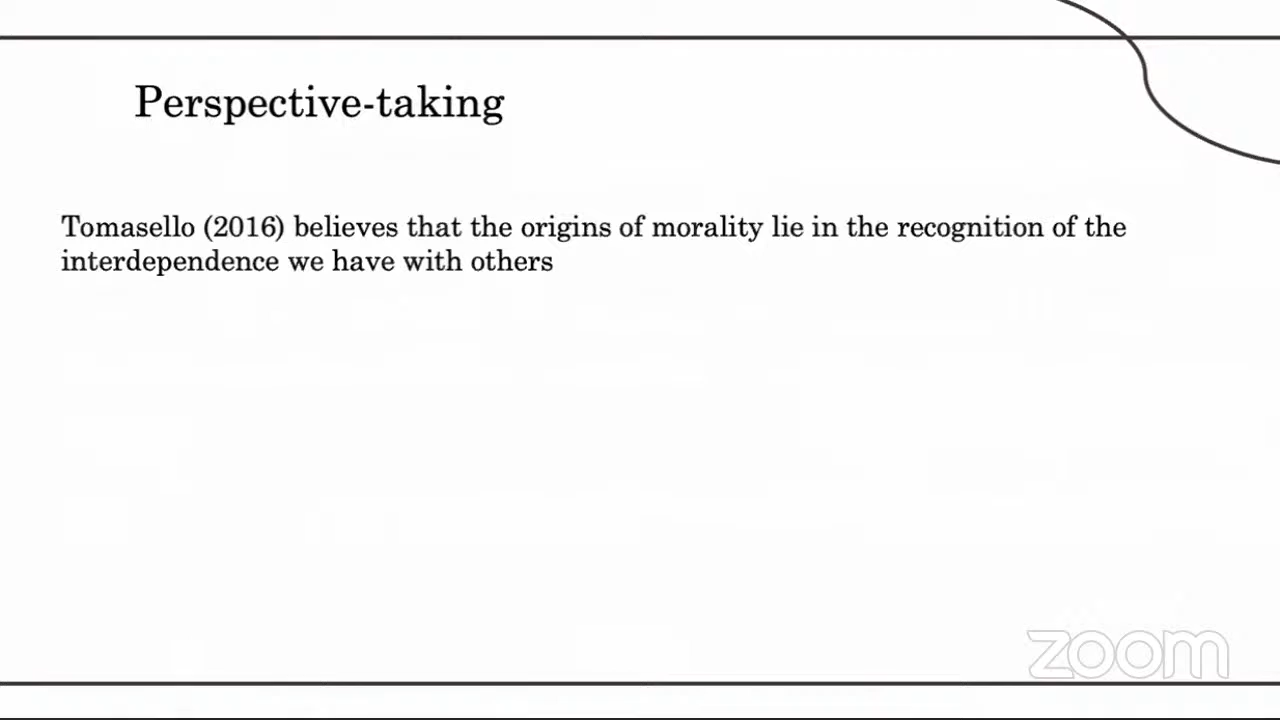 Perspective-taking
Tomasello (2016) believes that the origins of morality lie in the recognition of the
interdependence we have with others
zoom